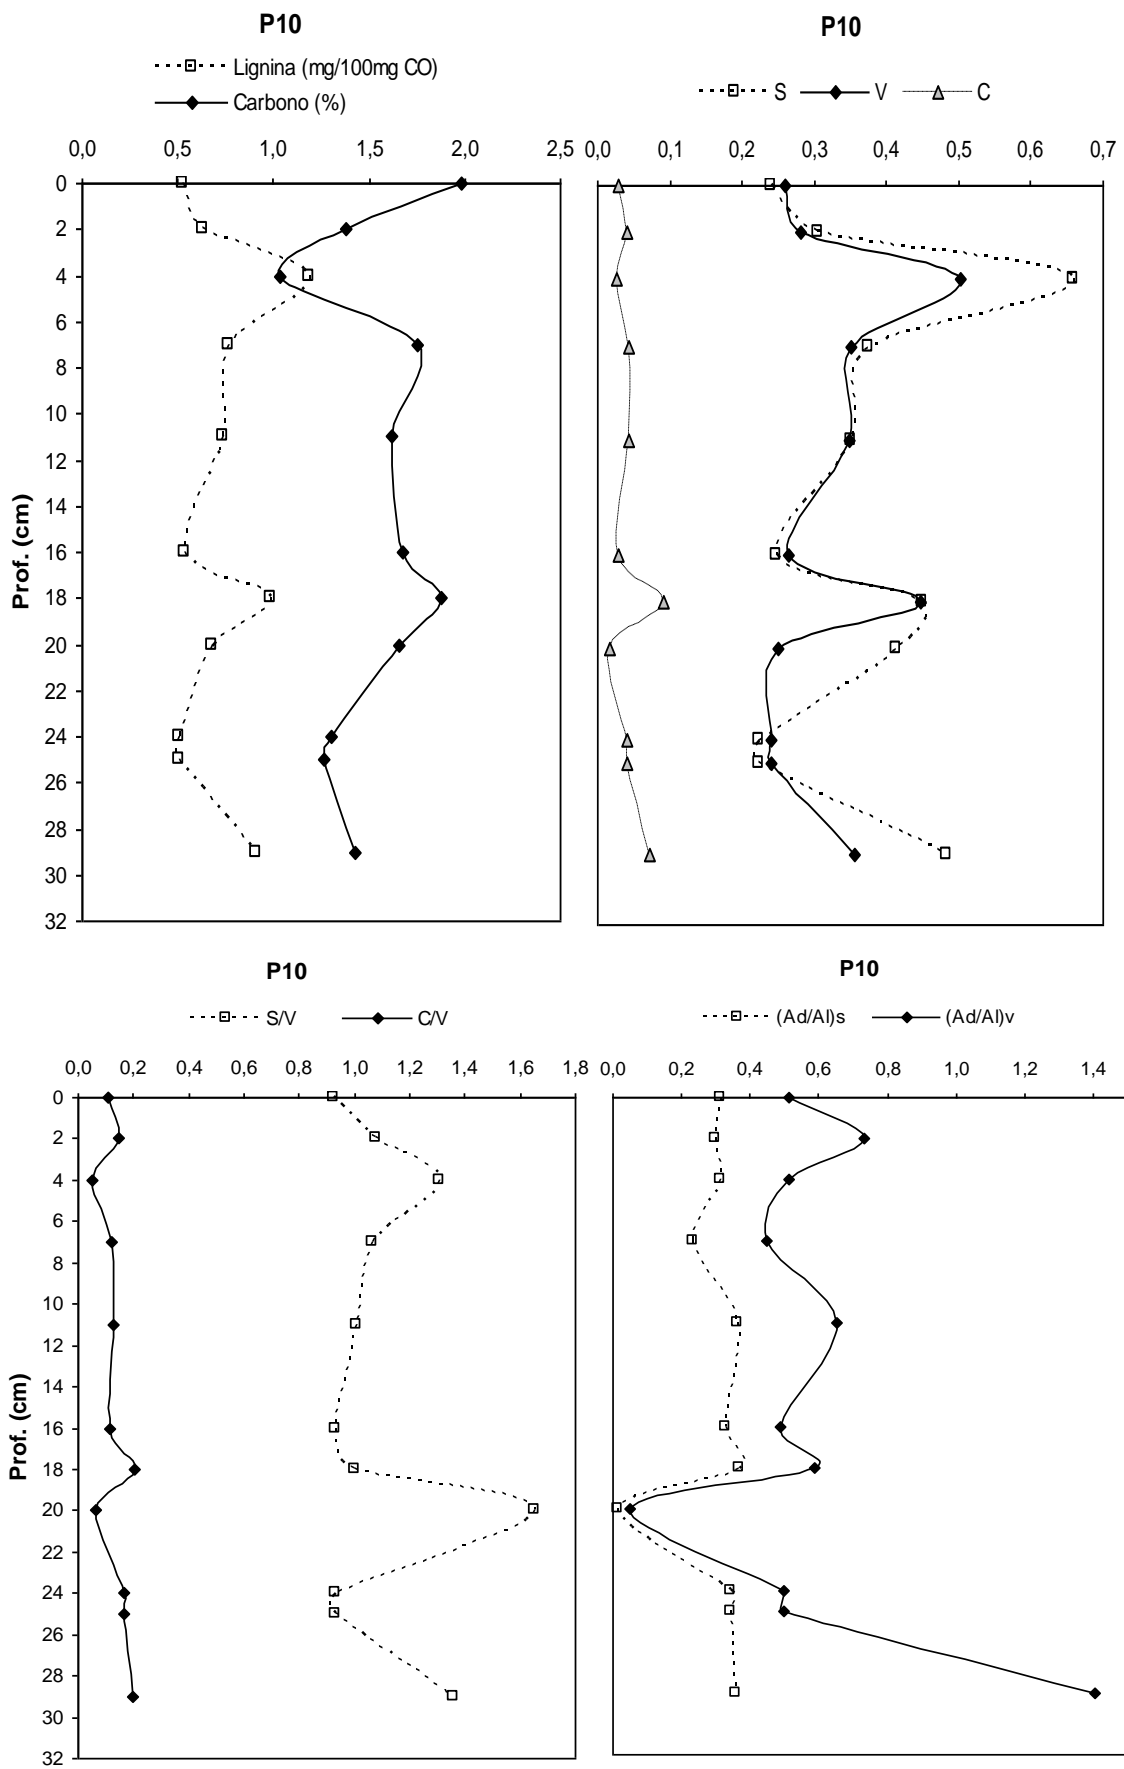 P10
Lignina (mg/100mg CO)
Carbono (%)
0,0 0,5 1,0 1,5 2,0 2,5
0
2
4
6
8
10
12
14
16
18
20
22
24
26
28
30
32
Prof. (cm)
P10
S V C
0,0 0,1 0,2 0,3 0,4 0,5 0,6 0,7
P10
S/V C/V
0,0 0,2 0,4 0,6 0,8 1,0 1,2 1,4 1,6 1,8
0
2
4
6
8
10
12
14
16
18
20
22
24
26
28
30
32
Prof. (cm)
P10
(Ad/Al)s (Ad/Al)v
0,0 0,2 0,4 0,6 0,8 1,0 1,2 1,4